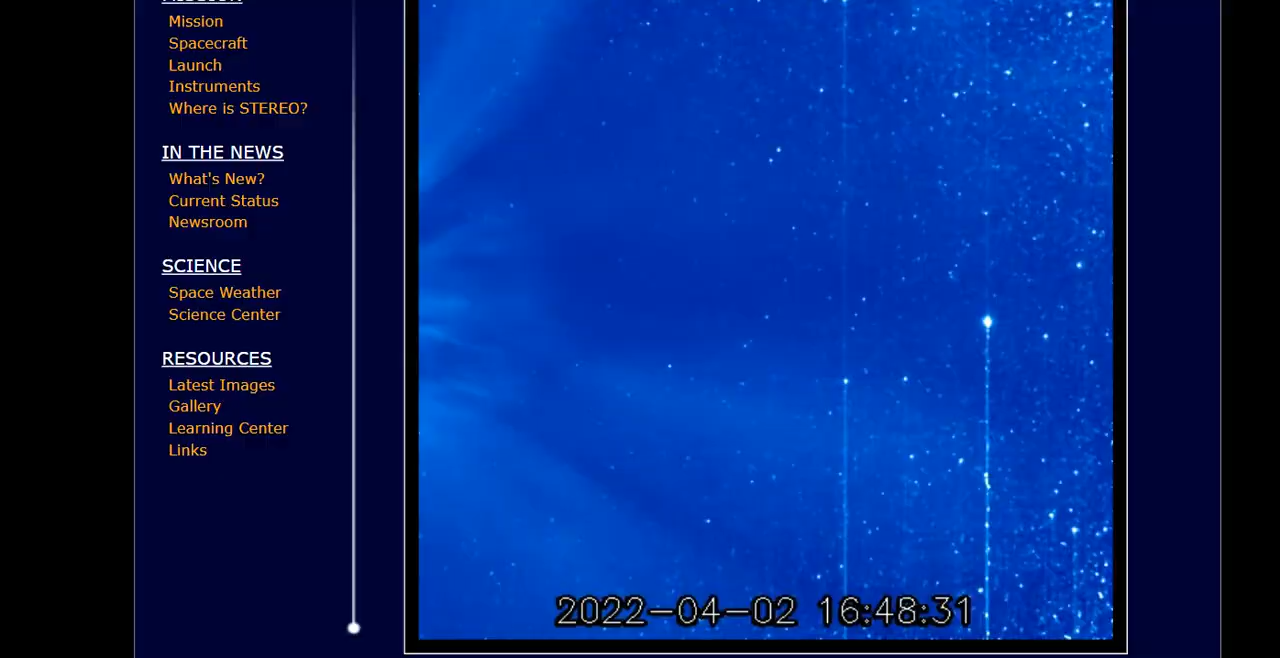 MISSION
Mission
Spacecraft
Launch
Instruments
Where is STEREO?
IN THE NEWS
What's New?
Current Status
Newsroom
SCIENCE
Space Weather
Science Center
RESOURCES
Latest Images
Gallery
Learning Center
Links
2022-04-02 16:48:31